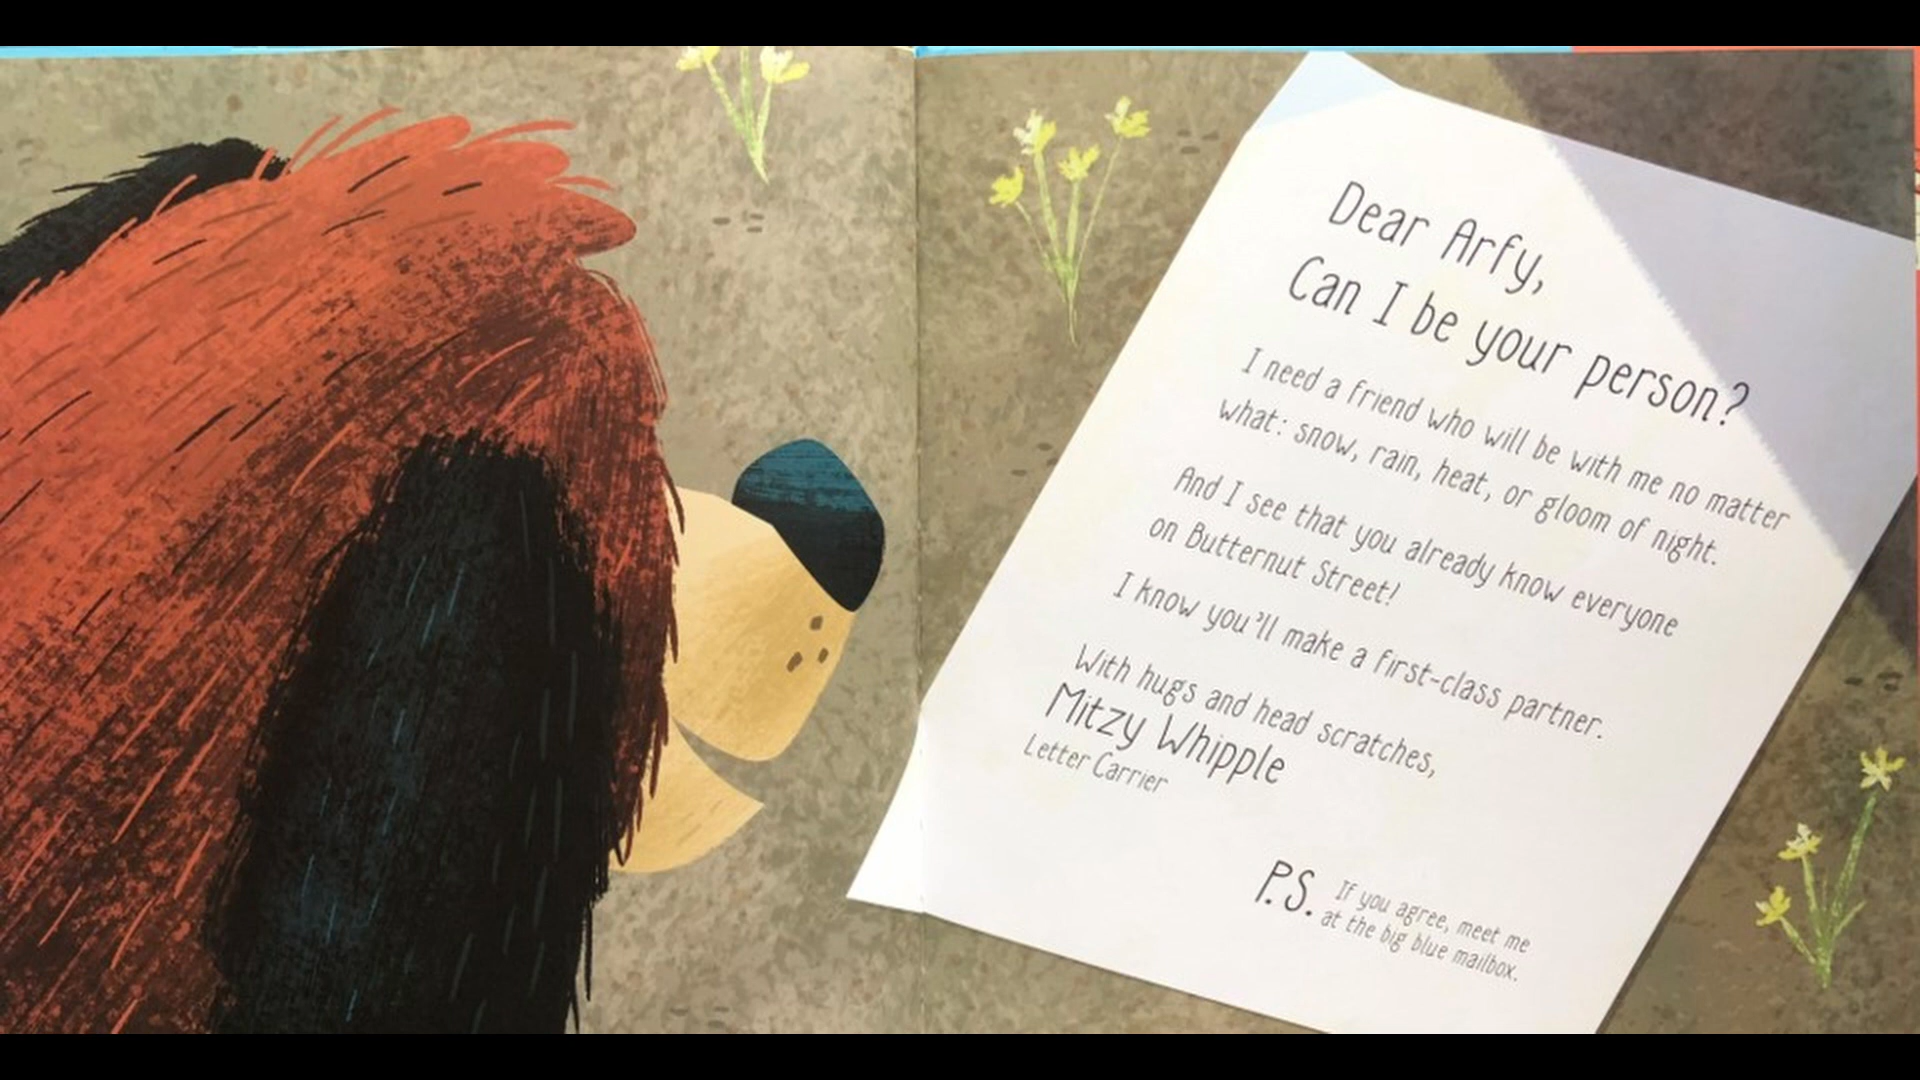 Dear Arfy,
Can I be your person?
I need a friend who will be with me no matter
what: snow, rain, heat, or gloom of night.
And I see that you already know everyone
on Butternut Street!
I know you'll make a first-class partner.
With hugs and head scratches,
Mitzy Whipple
Letter Carrier
P.S. If you agree, meet me
at the big blue mailbox.